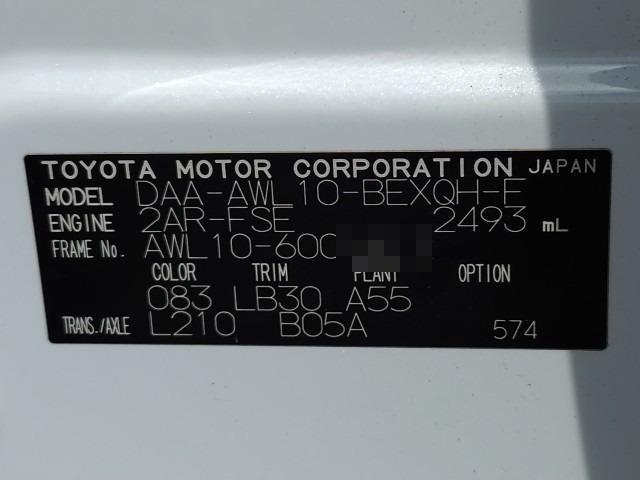 TOYOTA MOTOR CORPORATION JAPAN
MODEL DAA-AWL10-BEXQH-F
ENGINE 2AR-FSE 2493 mL
FRAME No. AWL10-600
COLOR TRIM PLANT OPTION
083 LB30 A55
TRANS./AXLE L210 B05A 574